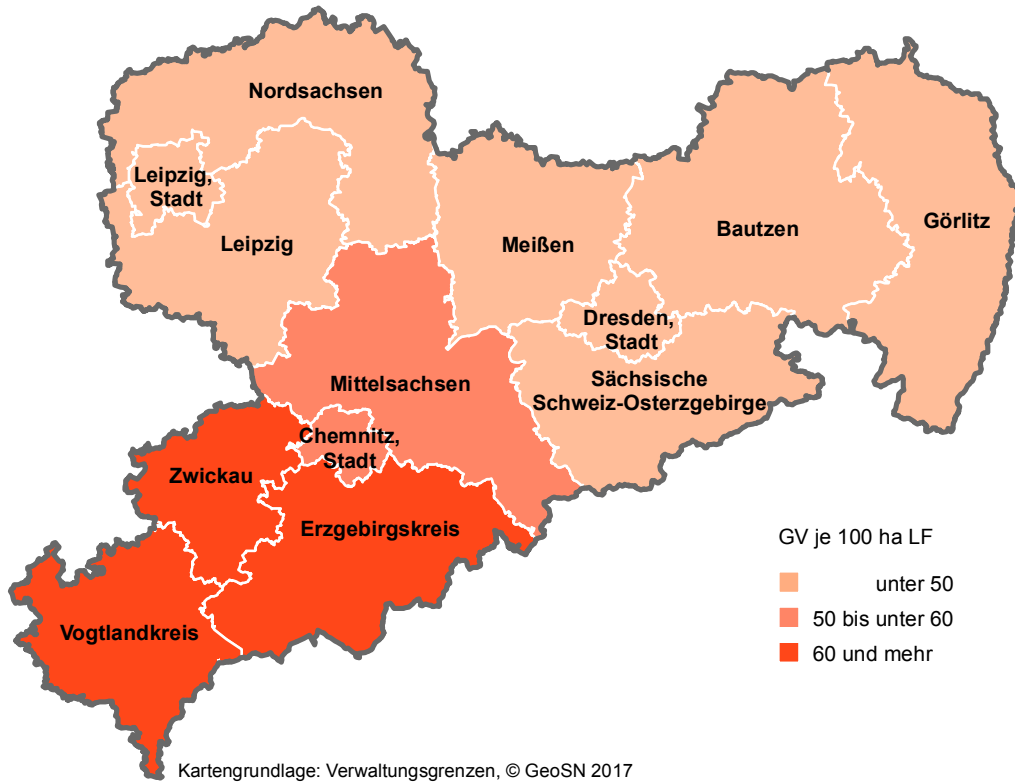 Nordsachsen
Leipzig,
Stadt
Leipzig
Meißen
Bautzen
Görlitz
Dresden,
Stadt
Sächsische
Schweiz-Osterzgebirge
Mittelsachsen
Chemnitz,
Stadt
Zwickau
Erzgebirgskreis
Vogtlandkreis
GV je 100 ha LF
unter 50
50 bis unter 60
60 und mehr
Kartengrundlage: Verwaltungsgrenzen, © GeoSN 2017